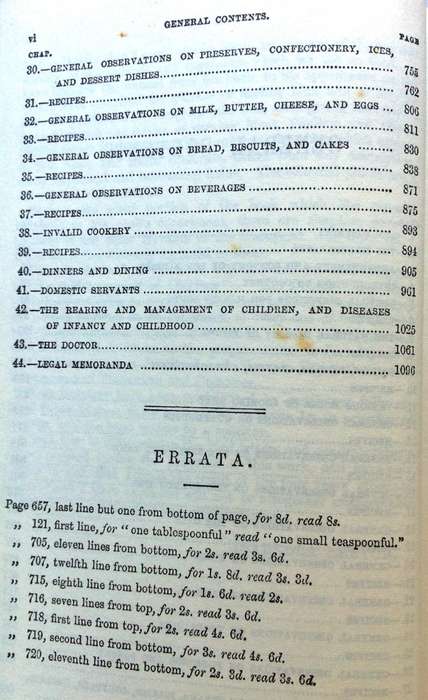 vi GENERAL CONTENTS.
CHAP. PAGE
30.—GENERAL OBSERVATIONS ON PRESERVES, CONFECTIONERY, ICES,
AND DESSERT DISHES 755
31.—RECIPES 762
32.—GENERAL OBSERVATIONS ON MILK, BUTTER, CHEESE, AND EGGS 806
33.—RECIPES 811
34.—GENERAL OBSERVATIONS ON BREAD, BISCUITS, AND CAKES 830
35.—RECIPES 838
36.—GENERAL OBSERVATIONS ON BEVERAGES 871
37.—RECIPES 875
38.—INVALID COOKERY 893
39.—RECIPES 894
40.—DINNERS AND DINING 905
41.—DOMESTIC SERVANTS 961
42.—THE REARING AND MANAGEMENT OF CHILDREN, AND DISEASES
OF INFANCY AND CHILDHOOD 1025
43.—THE DOCTOR 1061
44.—LEGAL MEMORANDA 1096
ERRATA.
Page 657, last line but one from bottom of page, for 8d. read 8s.
„ 121, first line, for "one tablespoonful" read "one small teaspoonful."
„ 705, eleven lines from bottom, for 2s. read 3s. 6d.
„ 707, twelfth line from bottom, for 1s. 8d. read 3s. 3d.
„ 715, eighth line from bottom, for 1s. 6d. read 2s.
„ 716, seven lines from top, for 2s. read 3s. 6d.
„ 718, first line from top, for 2s. read 4s. 6d.
„ 719, second line from bottom, for 3s. read 4s. 6d.
„ 720, eleventh line from bottom, for 2s. 3d. read 3s. 6d.